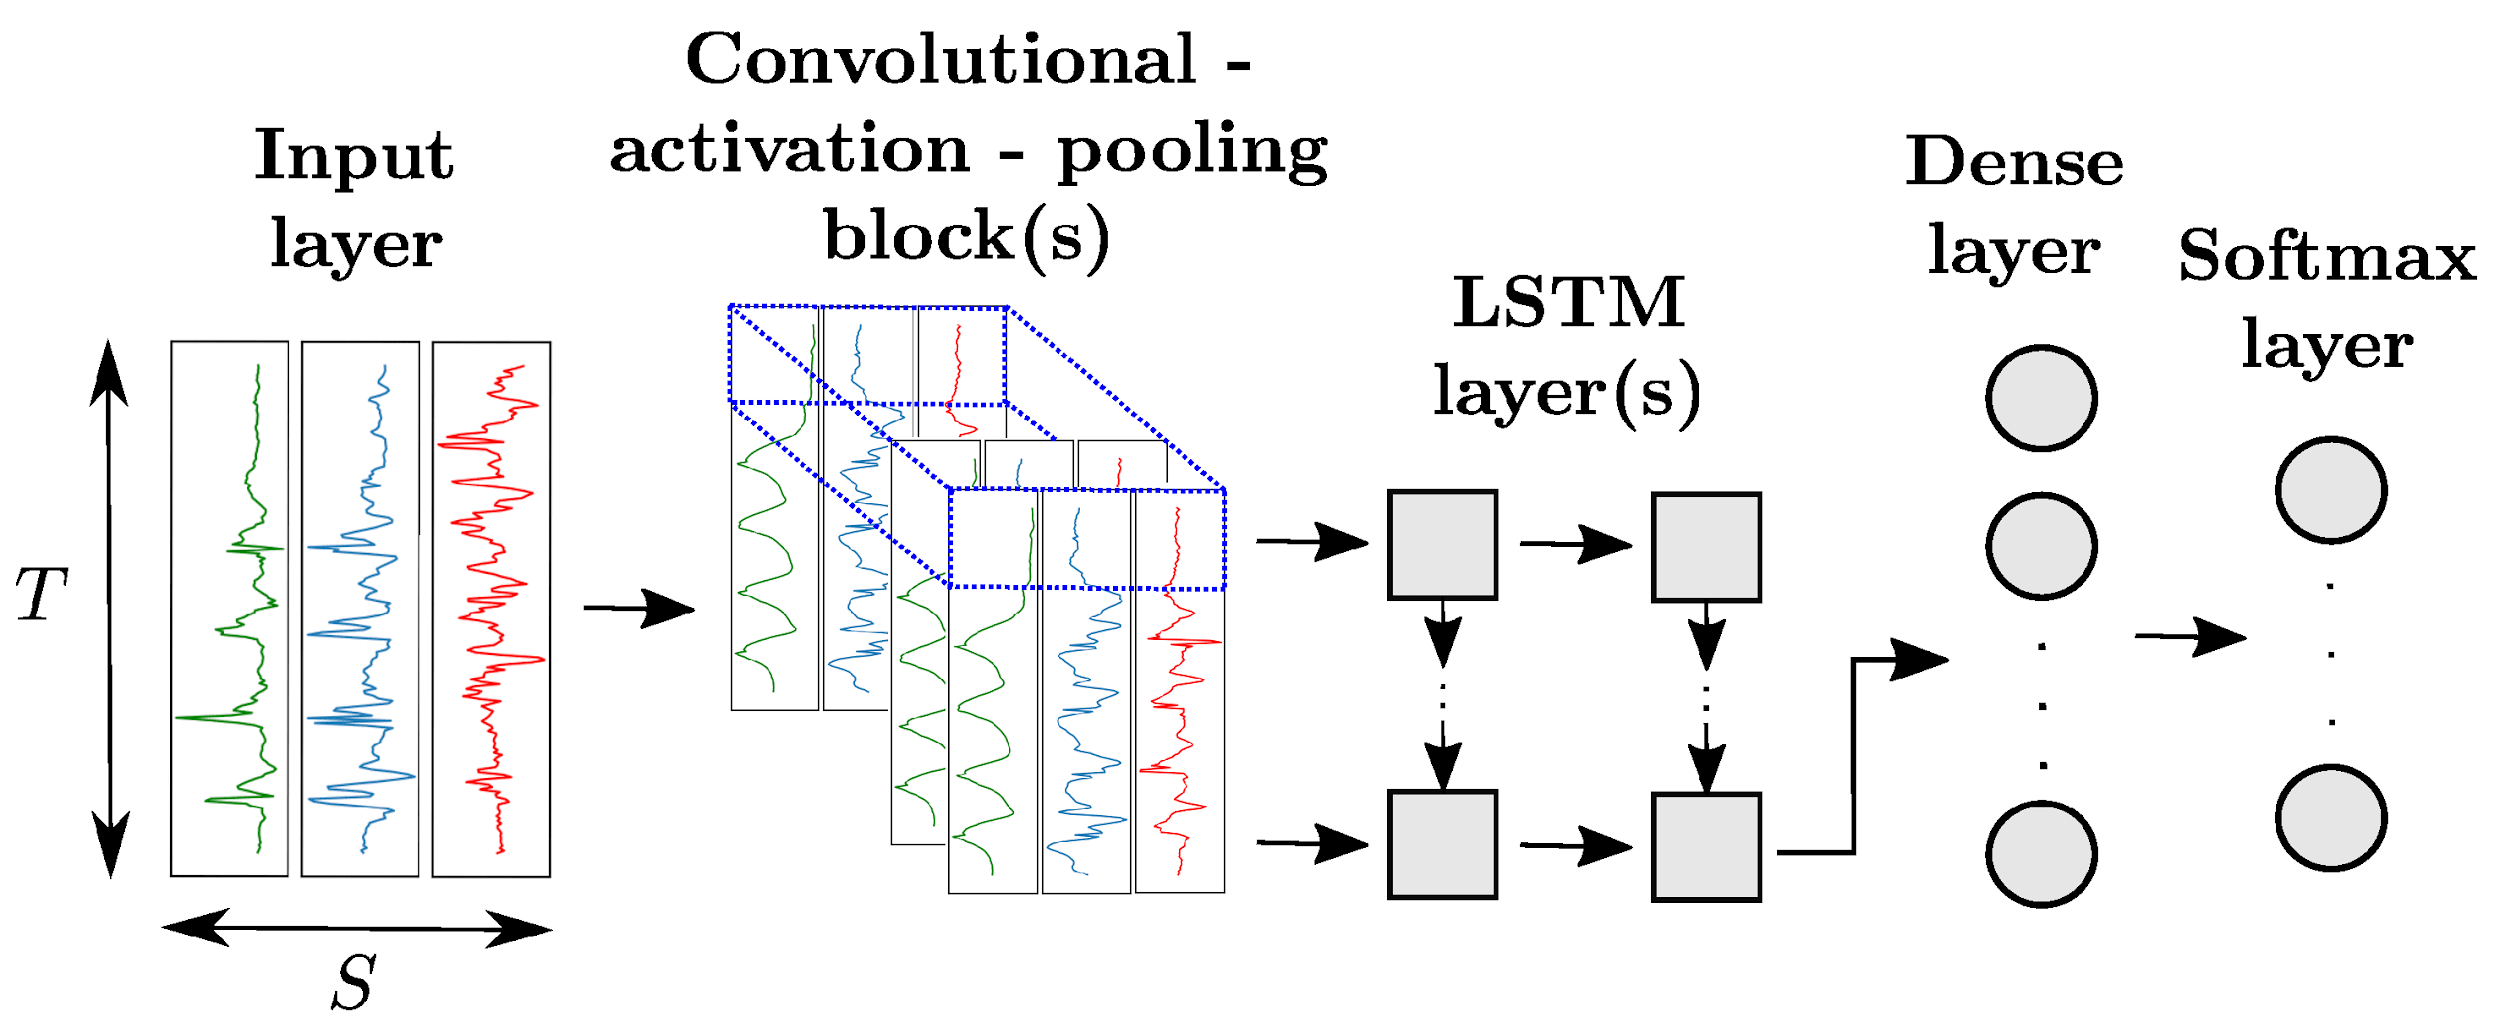 Input
layer
Convolutional -
activation - pooling
block(s)
LSTM
layer(s)
Dense
layer
Softmax
layer
T
S